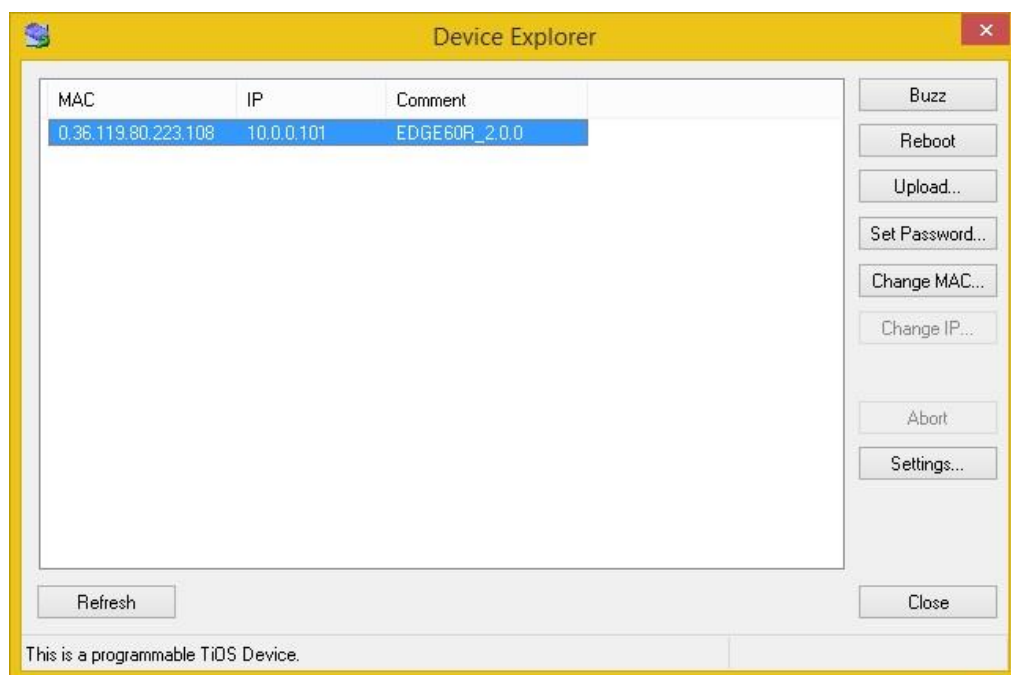 Device Explorer
MAC IP Comment
0.36.119.80.223.108 10.0.0.101 EDGE60R_2.0.0
Buzz
Reboot
Upload...
Set Password...
Change MAC...
Change IP...
Abort
Settings...
Refresh
Close
This is a programmable TiOS Device.